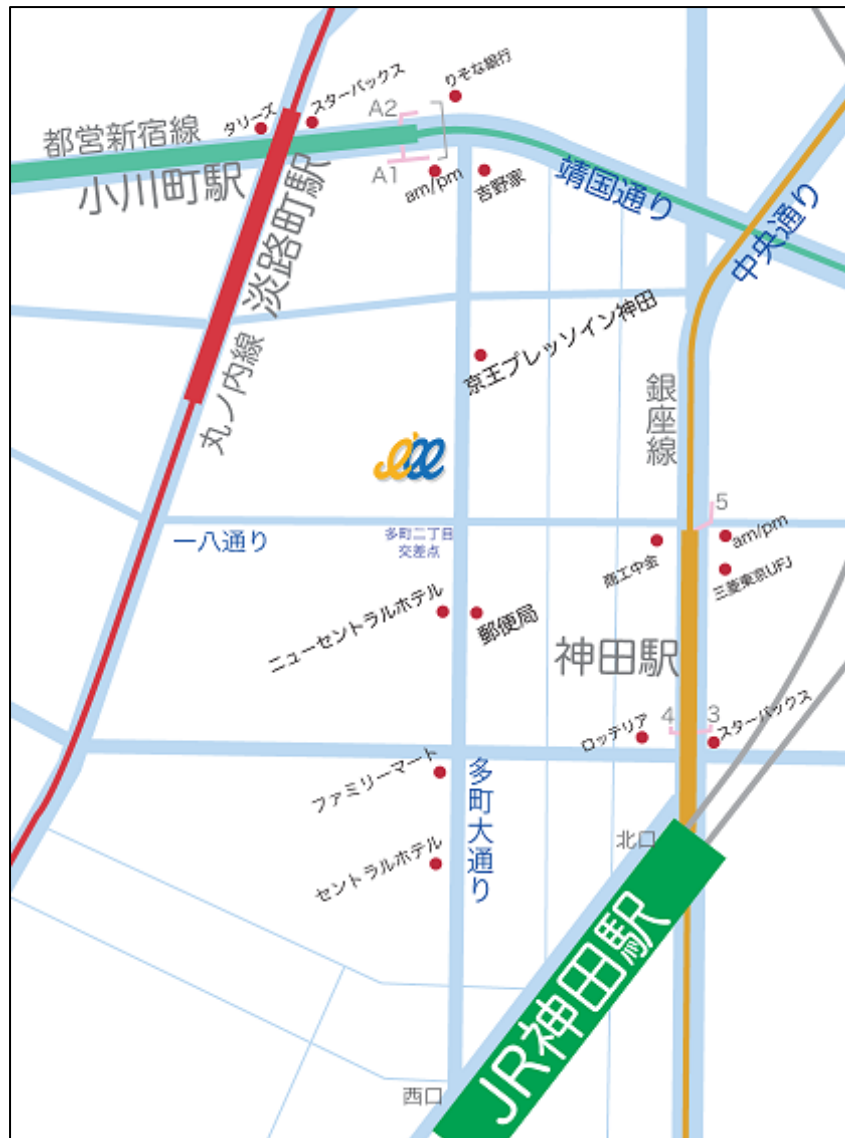 りそな銀行
スターバックス
タリーズ
A2
都営新宿線
小川町駅
A1
am/pm
吉野家
淡路町駅
靖国通り
中央通り
京王プレッソイン神田
丸ノ内線
銀座線
5
一八通り
多町二丁目
交差点
商工中金
am/pm
三菱東京UFJ
ニューセントラルホテル
郵便局
神田駅
ロッテリア
4
3
スターバックス
ファミリーマート
多町大通り
北口
セントラルホテル
JR神田駅
西口